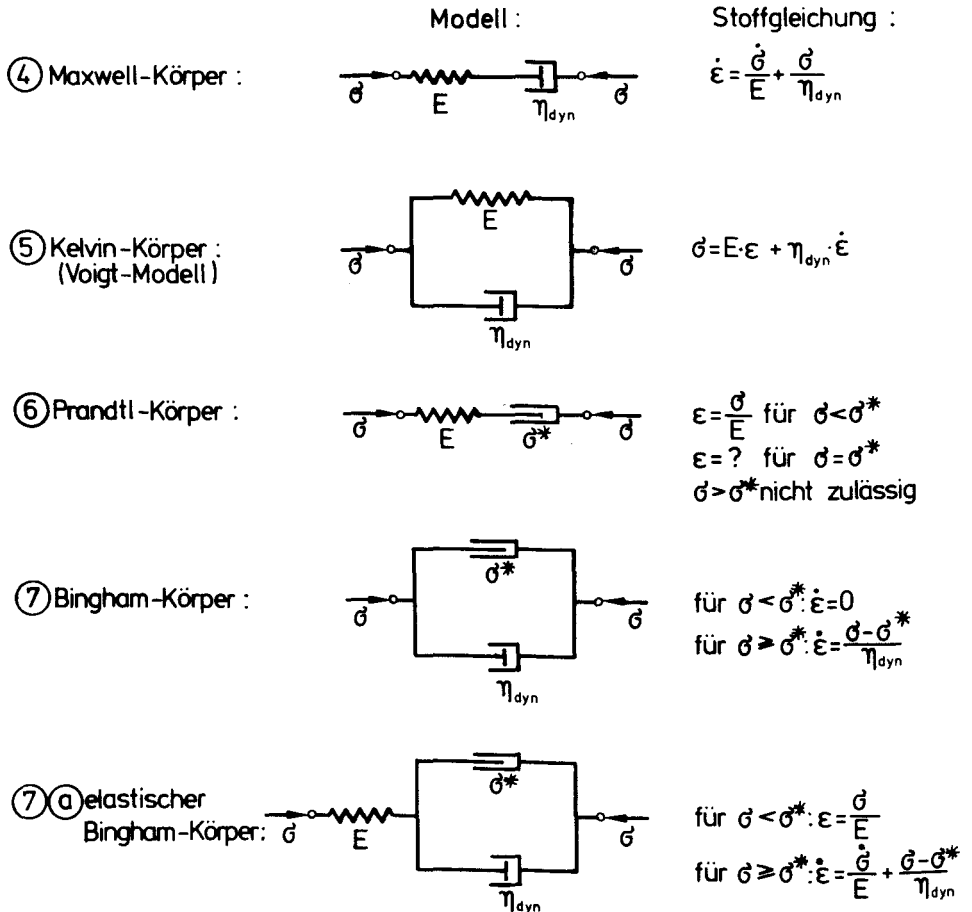 Modell : Stoffgleichung :
④ Maxwell-Körper : σ E η_dyn σ ε̇ = σ̇/E + σ/η_dyn
E
⑤ Kelvin-Körper : σ σ σ = E·ε + η_dyn · ε̇
(Voigt-Modell)
η_dyn
⑥ Prandtl-Körper : σ E σ* σ ε = σ/E für σ < σ*
ε = ? für σ = σ*
σ > σ* nicht zulässig
σ*
⑦ Bingham-Körper : σ σ für σ < σ* : ε̇ = 0
für σ ≥ σ* : ε̇ = (σ-σ*)/η_dyn
η_dyn
σ*
⑦ⓐ elastischer
Bingham-Körper: σ E σ für σ < σ* : ε = σ/E
für σ ≥ σ* : ε̇ = σ̇/E + (σ-σ*)/η_dyn
η_dyn